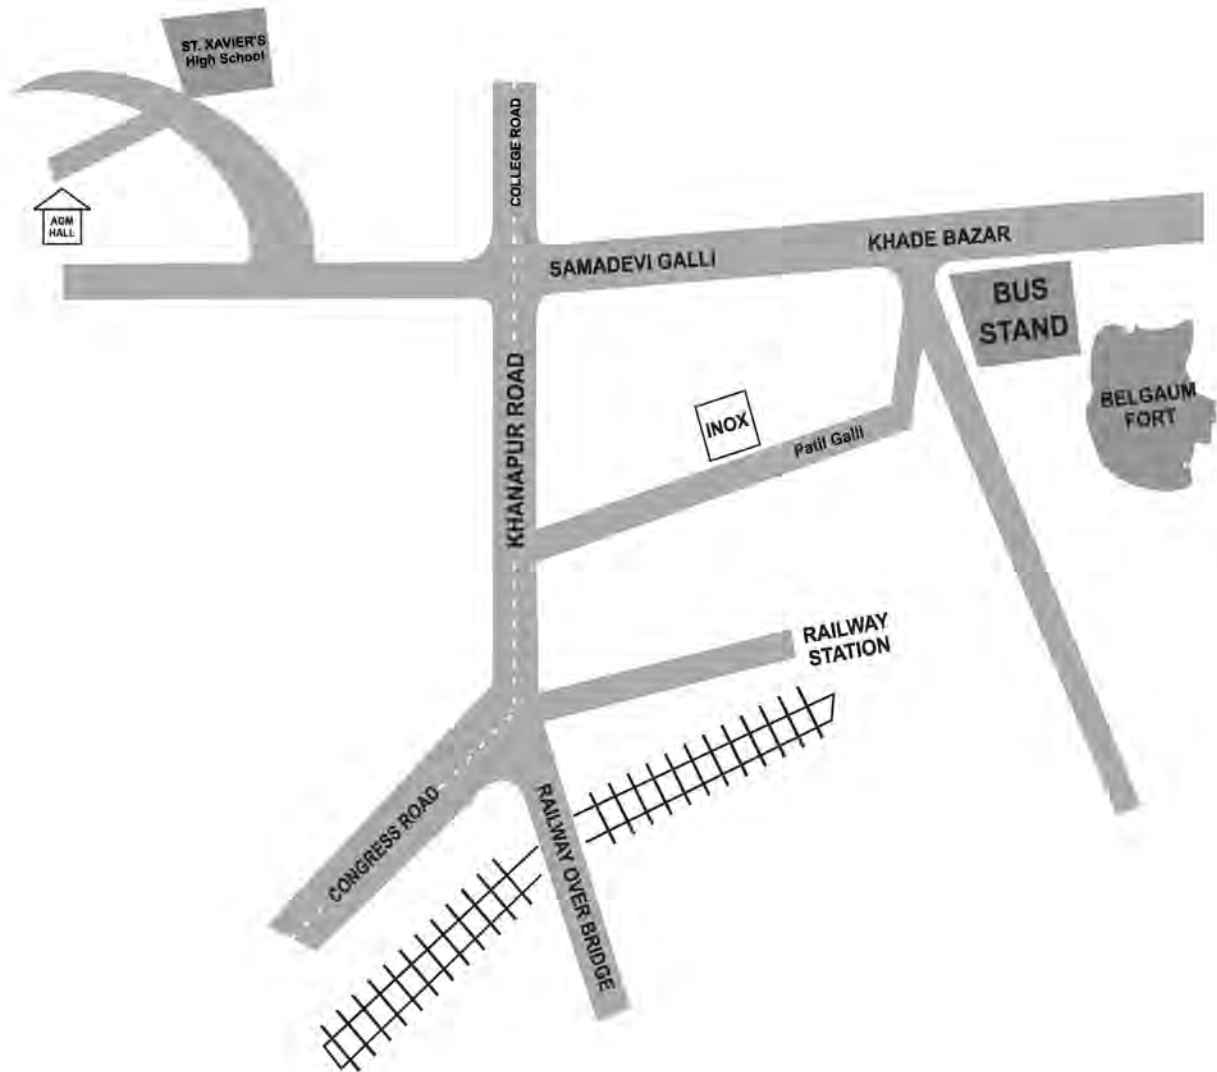 ST. XAVIER'S
High School
COLLEGE ROAD
AGM
HALL
SAMADEVI GALLI
KHADE BAZAR
BUS
STAND
BELGAUM
FORT
KHANAPUR ROAD
INOX
Patil Galli
RAILWAY
STATION
CONGRESS ROAD
RAILWAY OVER BRIDGE